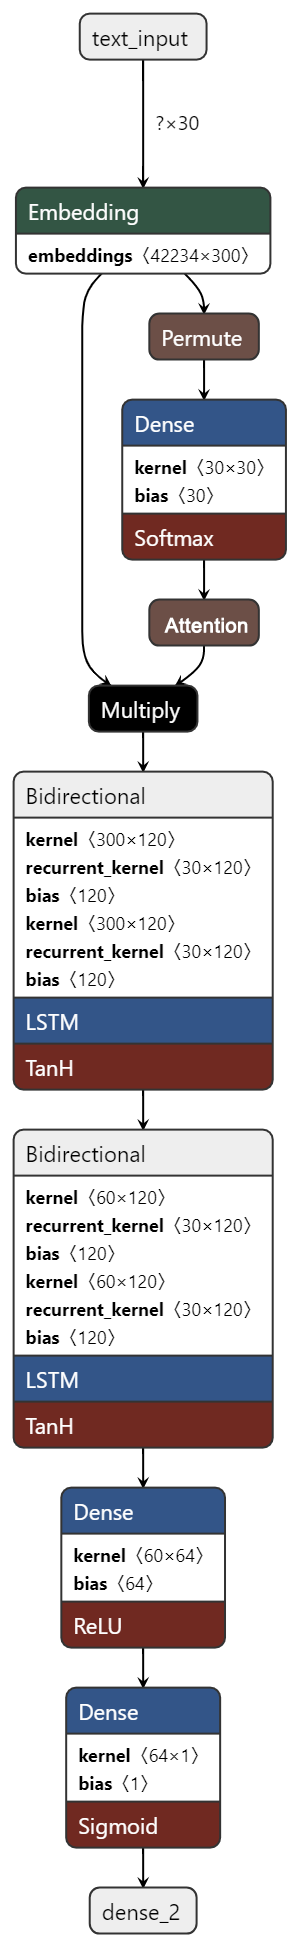 text_input
?×30
Embedding
embeddings〈42234×300〉
Permute
Dense
kernel〈30×30〉
bias〈30〉
Softmax
Attention
Multiply
Bidirectional
kernel〈300×120〉
recurrent_kernel〈30×120〉
bias〈120〉
kernel〈300×120〉
recurrent_kernel〈30×120〉
bias〈120〉
LSTM
TanH
Bidirectional
kernel〈60×120〉
recurrent_kernel〈30×120〉
bias〈120〉
kernel〈60×120〉
recurrent_kernel〈30×120〉
bias〈120〉
LSTM
TanH
Dense
kernel〈60×64〉
bias〈64〉
ReLU
Dense
kernel〈64×1〉
bias〈1〉
Sigmoid
dense_2